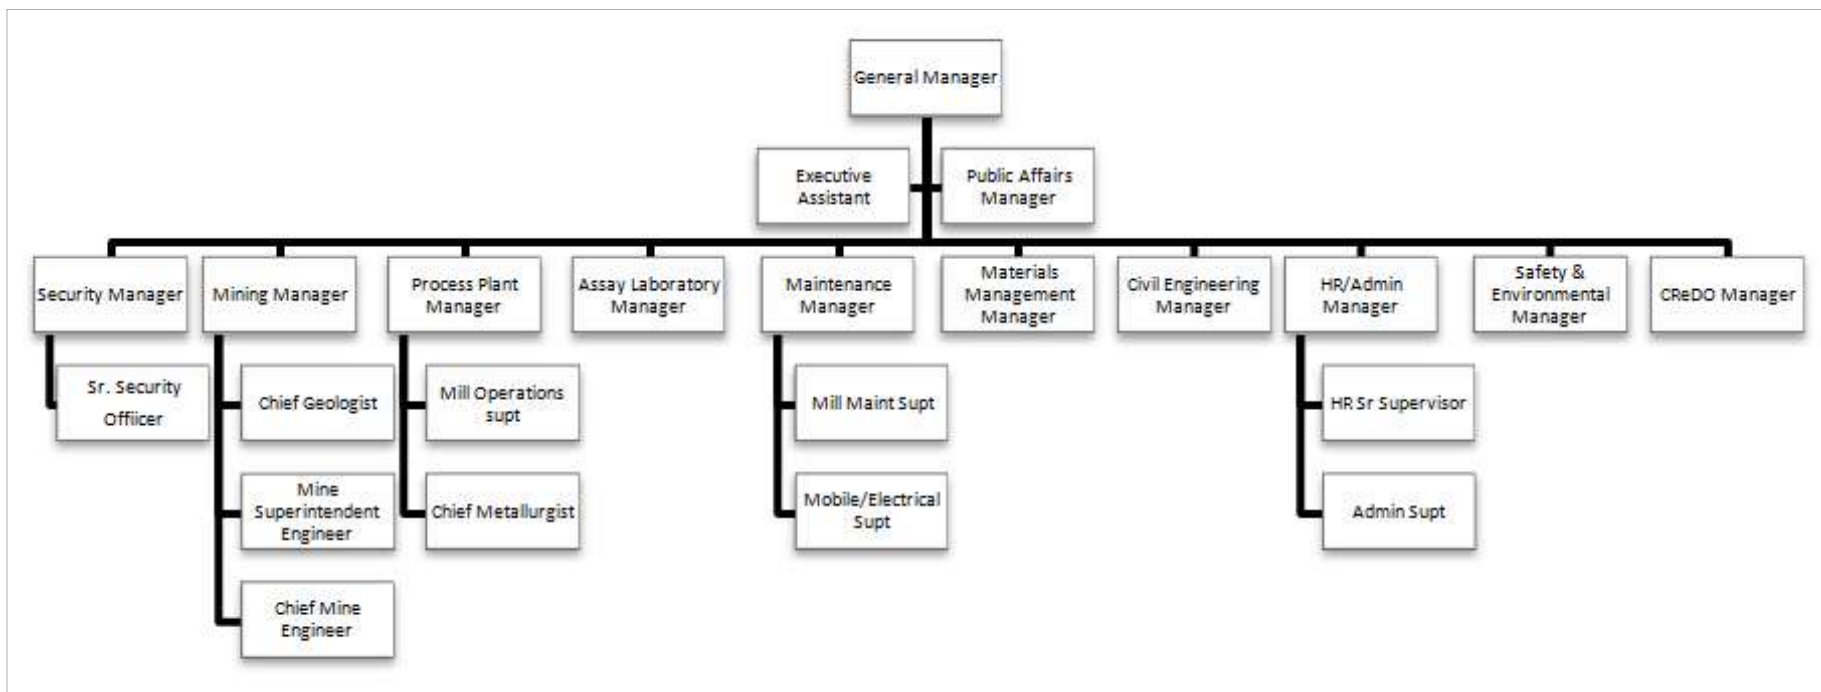 General Manager
Executive
Assistant
Public Affairs
Manager
Security Manager
Mining Manager
Process Plant
Manager
Assay Laboratory
Manager
Maintenance
Manager
Materials
Management
Manager
Civil Engineering
Manager
HR/Admin
Manager
Safety &
Environmental
Manager
CReDO Manager
Sr. Security
Offiicer
Chief Geologist
Mill Operations
supt
Mill Maint Supt
HR Sr Supervisor
Mine
Superintendent
Engineer
Chief Metallurgist
Mobile/Electrical
Supt
Admin Supt
Chief Mine
Engineer